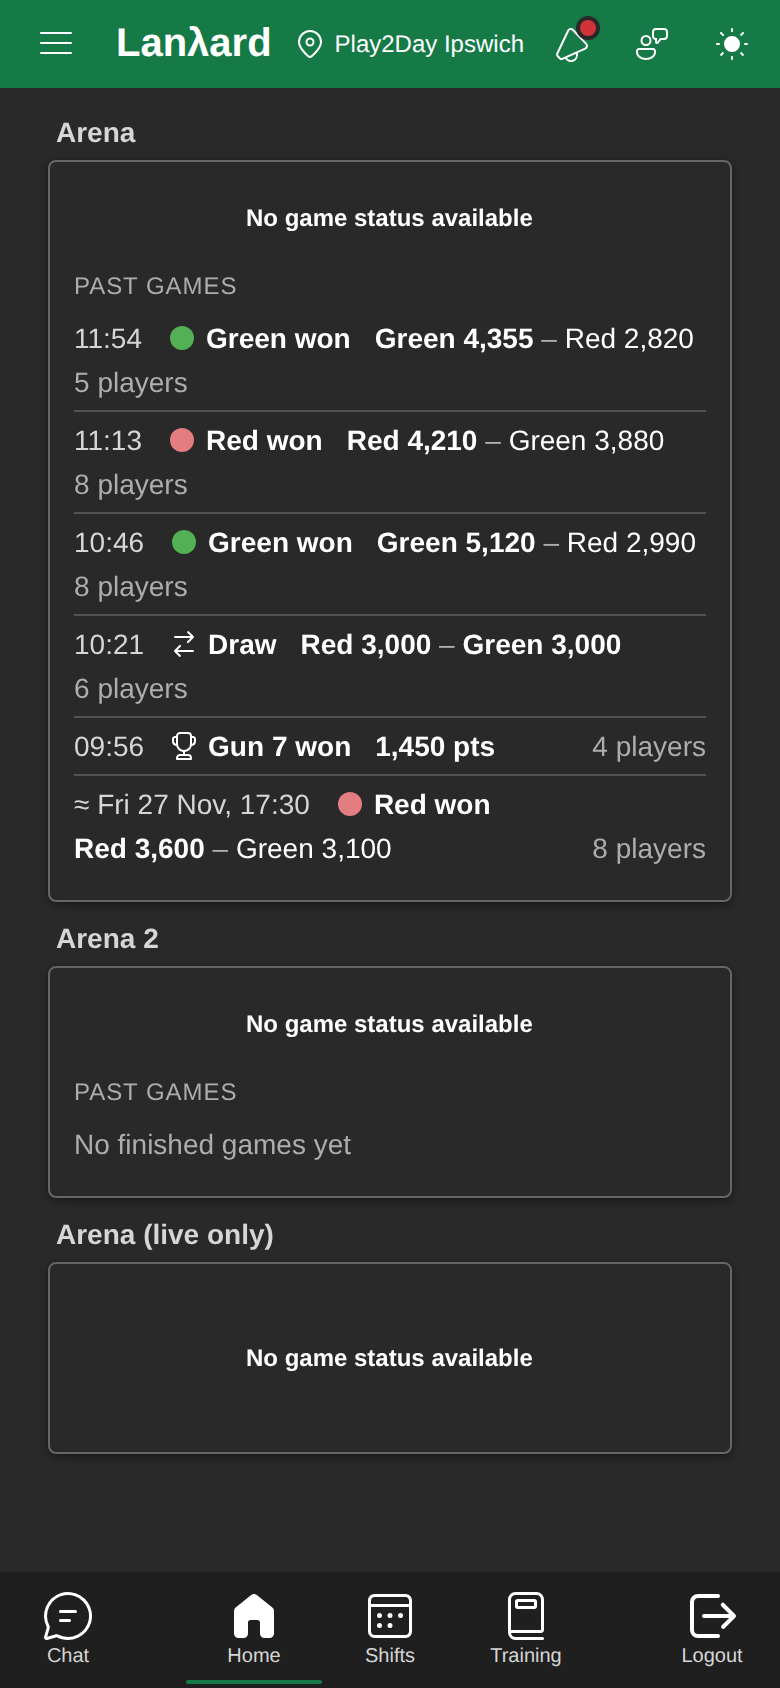 Lanλard Play2Day Ipswich
Arena
No game status available
PAST GAMES
11:54 Green won Green 4,355 – Red 2,820
5 players
11:13 Red won Red 4,210 – Green 3,880
8 players
10:46 Green won Green 5,120 – Red 2,990
8 players
10:21 Draw Red 3,000 – Green 3,000
6 players
09:56 Gun 7 won 1,450 pts 4 players
≈ Fri 27 Nov, 17:30 Red won
Red 3,600 – Green 3,100 8 players
Arena 2
No game status available
PAST GAMES
No finished games yet
Arena (live only)
No game status available
Chat Home Shifts Training Logout